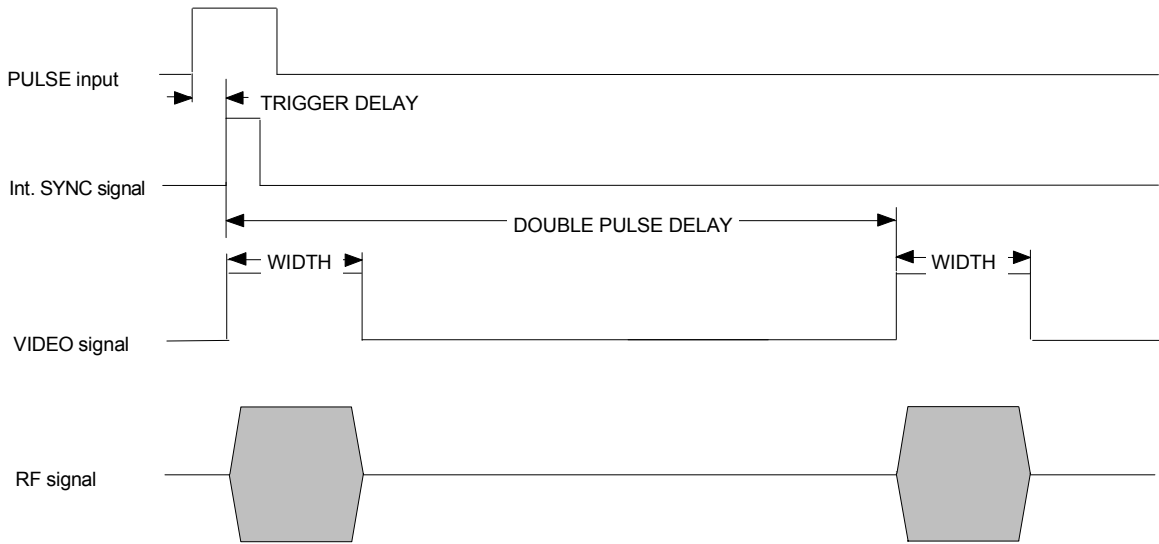 PULSE input
TRIGGER DELAY
Int. SYNC signal
DOUBLE PULSE DELAY
WIDTH
WIDTH
VIDEO signal
RF signal